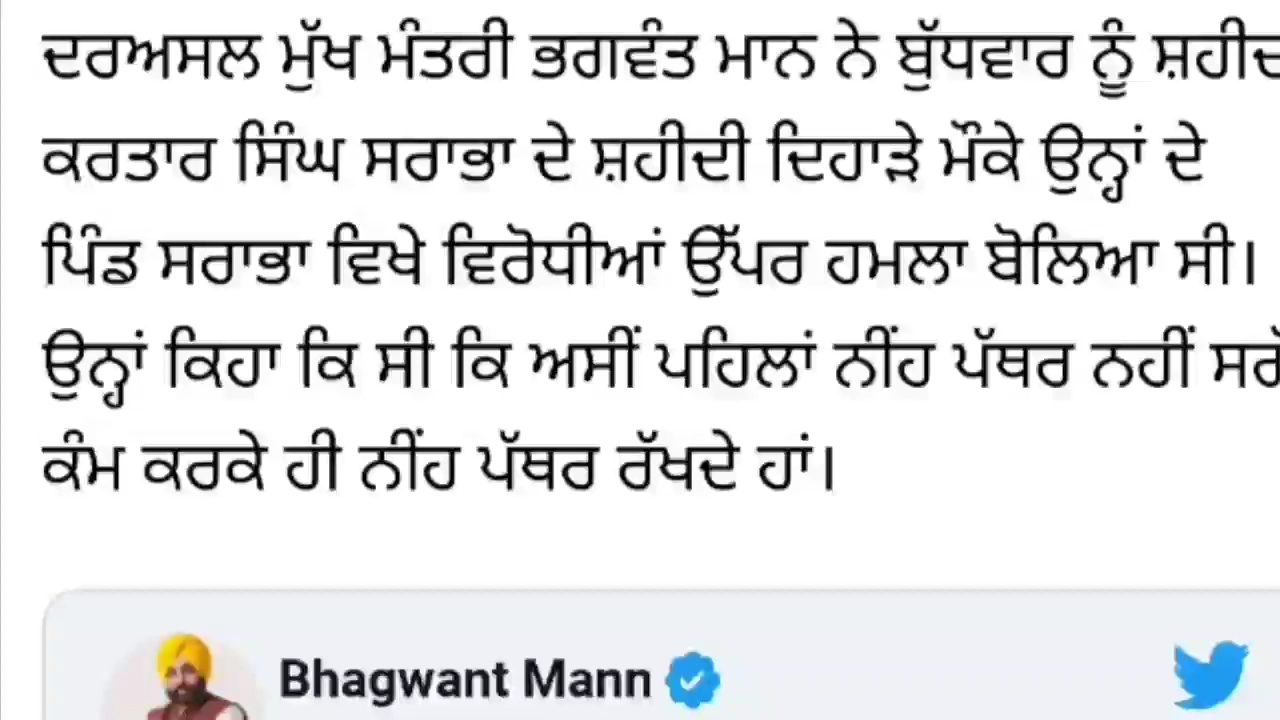 ਦਰਅਸਲ ਮੁੱਖ ਮੰਤਰੀ ਭਗਵੰਤ ਮਾਨ ਨੇ ਬੁੱਧਵਾਰ ਨੂੰ
ਕਰਤਾਰ ਸਿੰਘ ਸਰਾਭਾ ਦੇ ਸ਼ਹੀਦੀ ਦਿਹਾੜੇ ਮੌਕੇ ਉਨ੍ਹਾਂ ਦੇ
ਪਿੰਡ ਸਰਾਭਾ ਵਿਖੇ ਵਿਰੋਧੀਆਂ ਉੱਪਰ ਹਮਲਾ ਬੋਲਿਆ ਸੀ।
ਉਨ੍ਹਾਂ ਕਿਹਾ ਕਿ ਸੀ ਕਿ ਅਸੀਂ ਪਹਿਲਾਂ ਨੀਂਹ ਪੱਥਰ ਨਹੀਂ
ਕੰਮ ਕਰਕੇ ਹੀ ਨੀਂਹ ਪੱਥਰ ਰੱਖਦੇ ਹਾਂ।
Bhagwant Mann